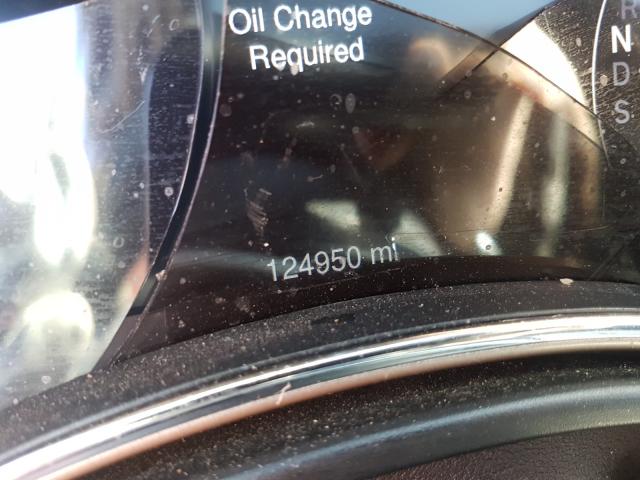 Oil Change
Required
R
N
D
S
124950 mi